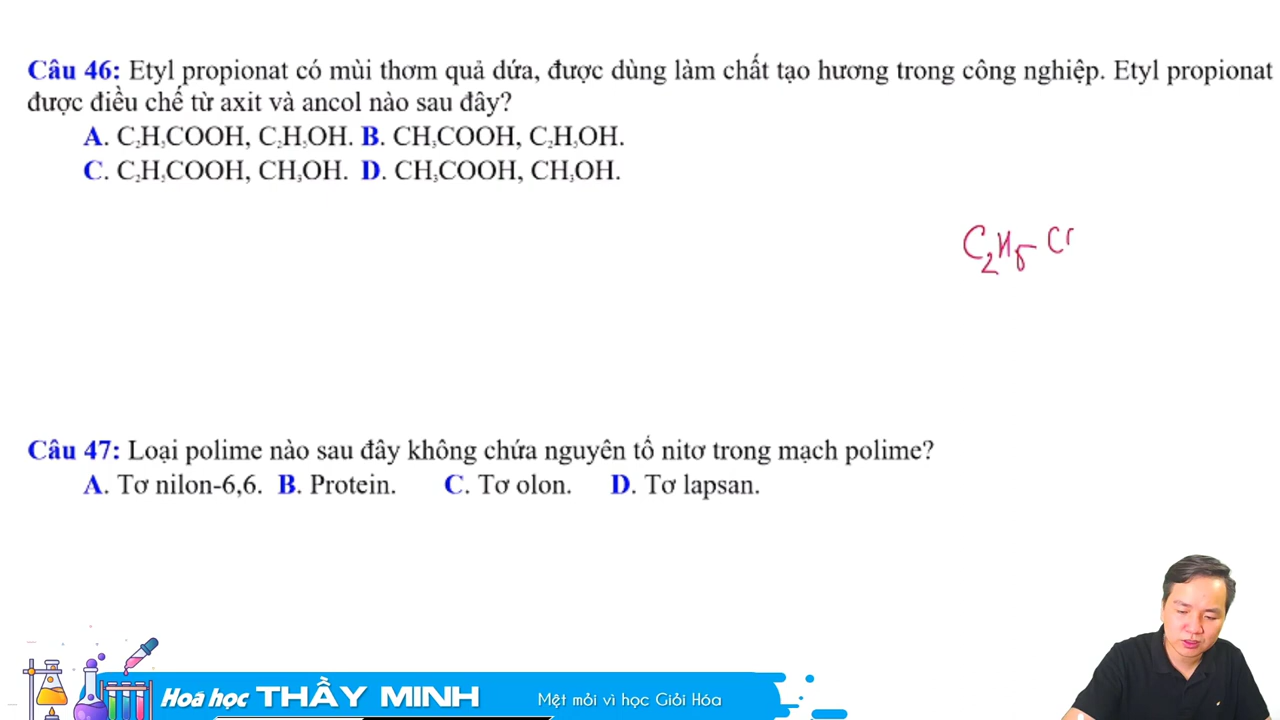 Câu 46: Etyl propionat có mùi thơm quả dứa, được dùng làm chất tạo hương trong công nghiệp. Etyl propionat
được điều chế từ axit và ancol nào sau đây?
A. C₂H₅COOH, C₂H₅OH. B. CH₃COOH, C₂H₅OH.
C. C₂H₅COOH, CH₃OH. D. CH₃COOH, CH₃OH.
C₂H₅ C
Câu 47: Loại polime nào sau đây không chứa nguyên tố nitơ trong mạch polime?
A. Tơ nilon-6,6. B. Protein. C. Tơ olon. D. Tơ lapsan.
Hoá học THẦY MINH Mệt mỏi vì học Giỏi Hóa